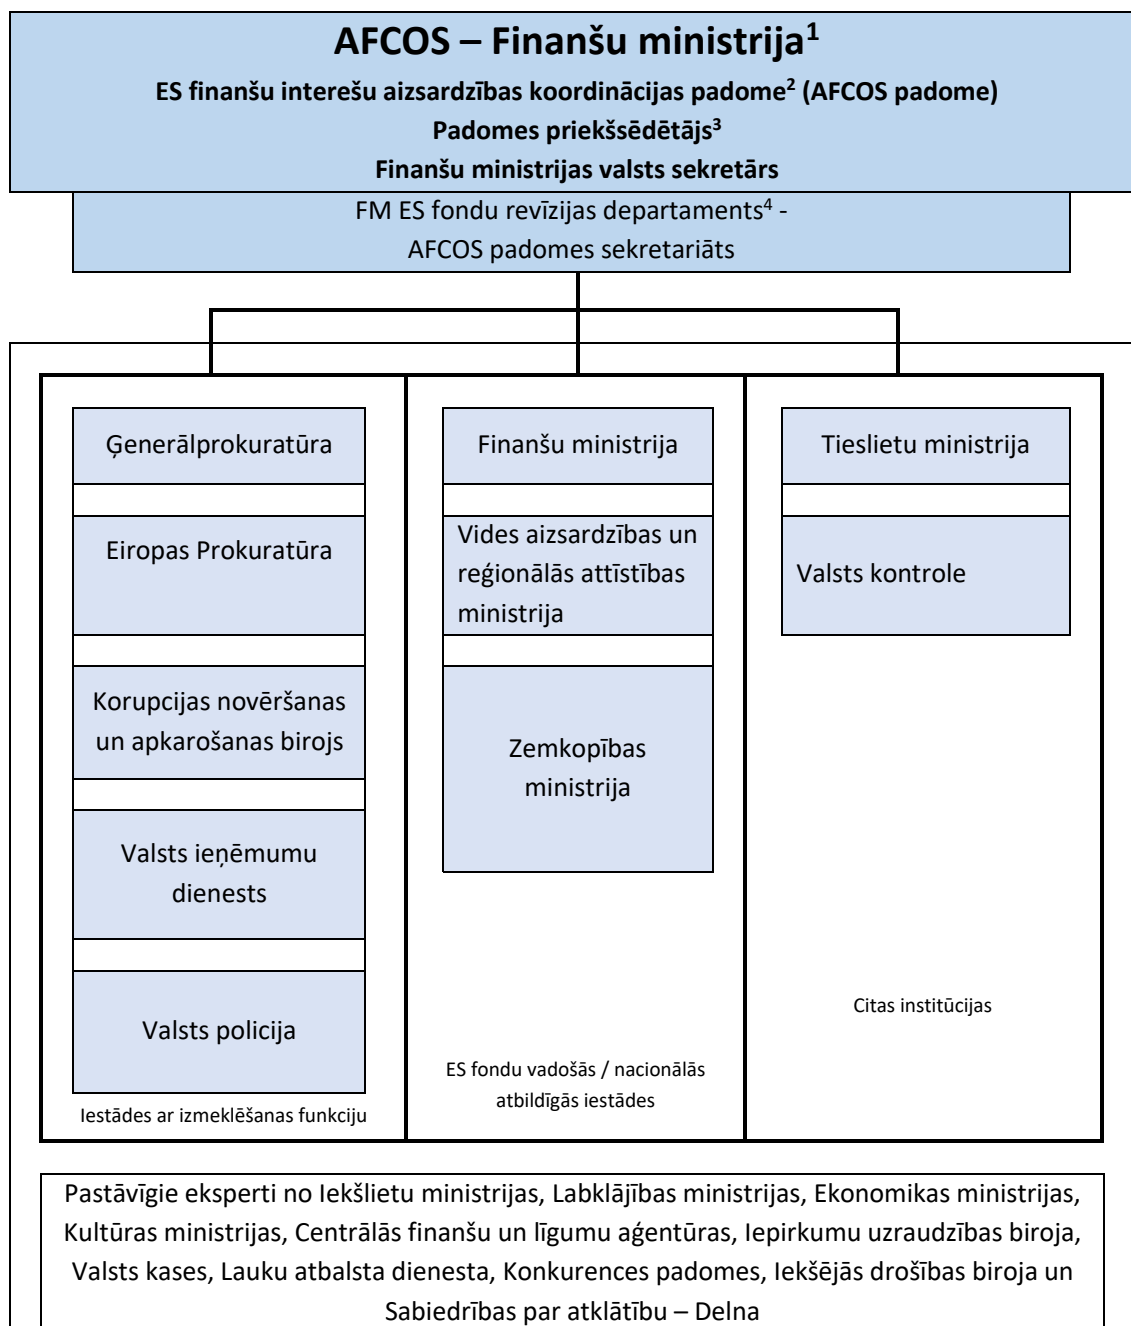 AFCOS – Finanšu ministrija¹
ES finanšu interešu aizsardzības koordinācijas padome² (AFCOS padome)
Padomes priekšsēdētājs³
Finanšu ministrijas valsts sekretārs
FM ES fondu revīzijas departaments⁴ -
AFCOS padomes sekretariāts
Ģenerālprokuratūra
Eiropas Prokuratūra
Korupcijas novēršanas
un apkarošanas birojs
Valsts ieņēmumu
dienests
Valsts policija
Iestādes ar izmeklēšanas funkciju
Finanšu ministrija
Vides aizsardzības un
reģionālās attīstības
ministrija
Zemkopības
ministrija
ES fondu vadošās / nacionālās
atbildīgās iestādes
Tieslietu ministrija
Valsts kontrole
Citas institūcijas
Pastāvīgie eksperti no Iekšlietu ministrijas, Labklājības ministrijas, Ekonomikas ministrijas,
Kultūras ministrijas, Centrālās finanšu un līgumu aģentūras, Iepirkumu uzraudzības biroja,
Valsts kases, Lauku atbalsta dienesta, Konkurences padomes, Iekšējās drošības biroja un
Sabiedrības par atklātību – Delna